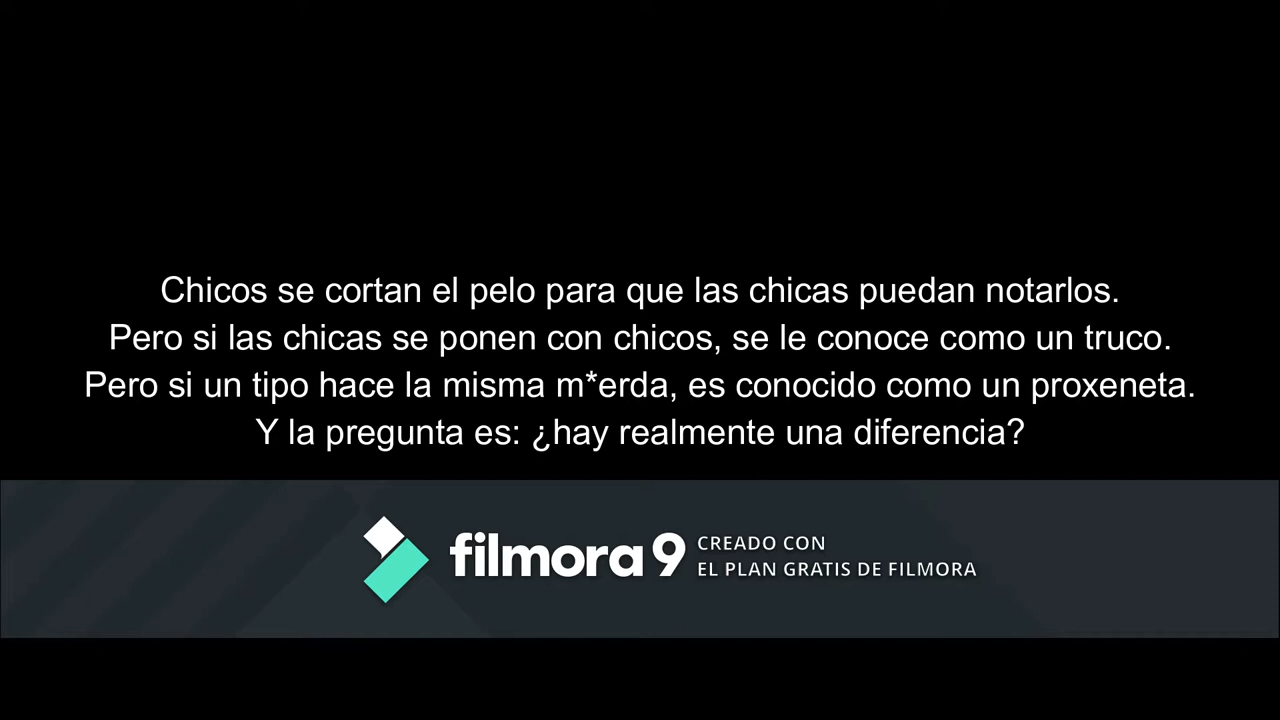 Chicos se cortan el pelo para que las chicas puedan notarlos.
Pero si las chicas se ponen con chicos, se le conoce como un truco.
Pero si un tipo hace la misma m*erda, es conocido como un proxeneta.
Y la pregunta es: ¿hay realmente una diferencia?
filmora9
CREADO CON
EL PLAN GRATIS DE FILMORA